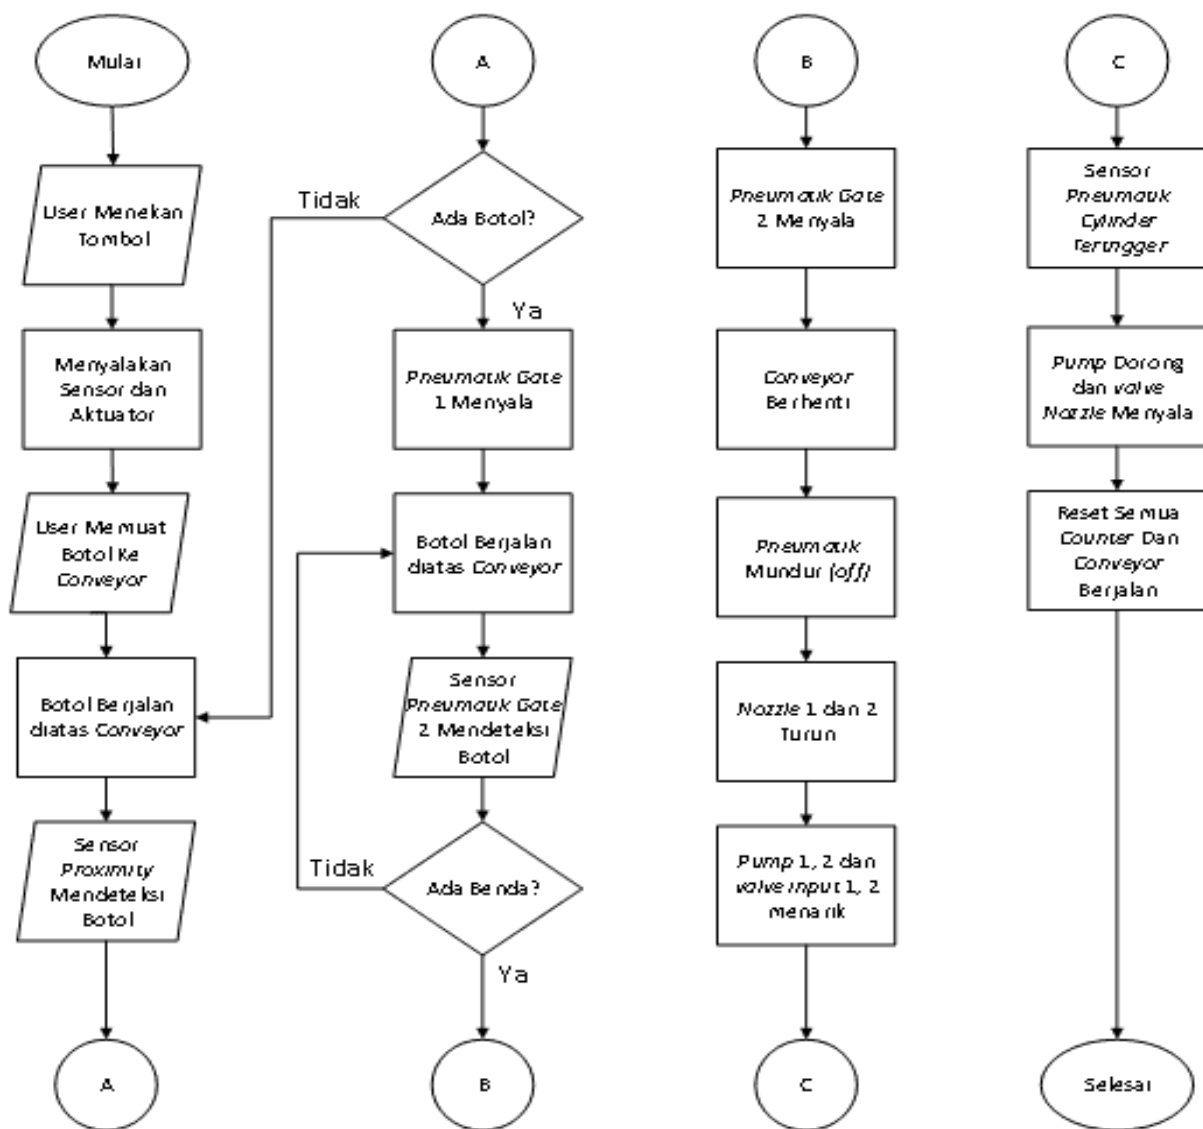 Mulai
User Menekan
Tombol
Menyalakan
Sensor dan
Aktuator
User Memuat
Botol Ke
Conveyor
Botol Berjalan
diatas Conveyor
Sensor
Proximity
Mendeteksi
Botol
A
A
Ada Botol?
Tidak
Ya
Pneumatik Gate
1 Menyala
Botol Berjalan
diatas Conveyor
Sensor
Pneumatik Gate
2 Mendeteksi
Botol
Ada Benda?
Tidak
Ya
B
B
Pneumatik Gate
2 Menyala
Conveyor
Berhenti
Pneumatik
Mundur (off)
Nozzle 1 dan 2
Turun
Pump 1, 2 dan
valve input 1, 2
menarik
C
C
Sensor
Pneumatik
Cylinder
Tertingger
Pump Dorong
dan valve
Nozzle Menyala
Reset Semua
Counter Dan
Conveyor
Berjalan
Selesai